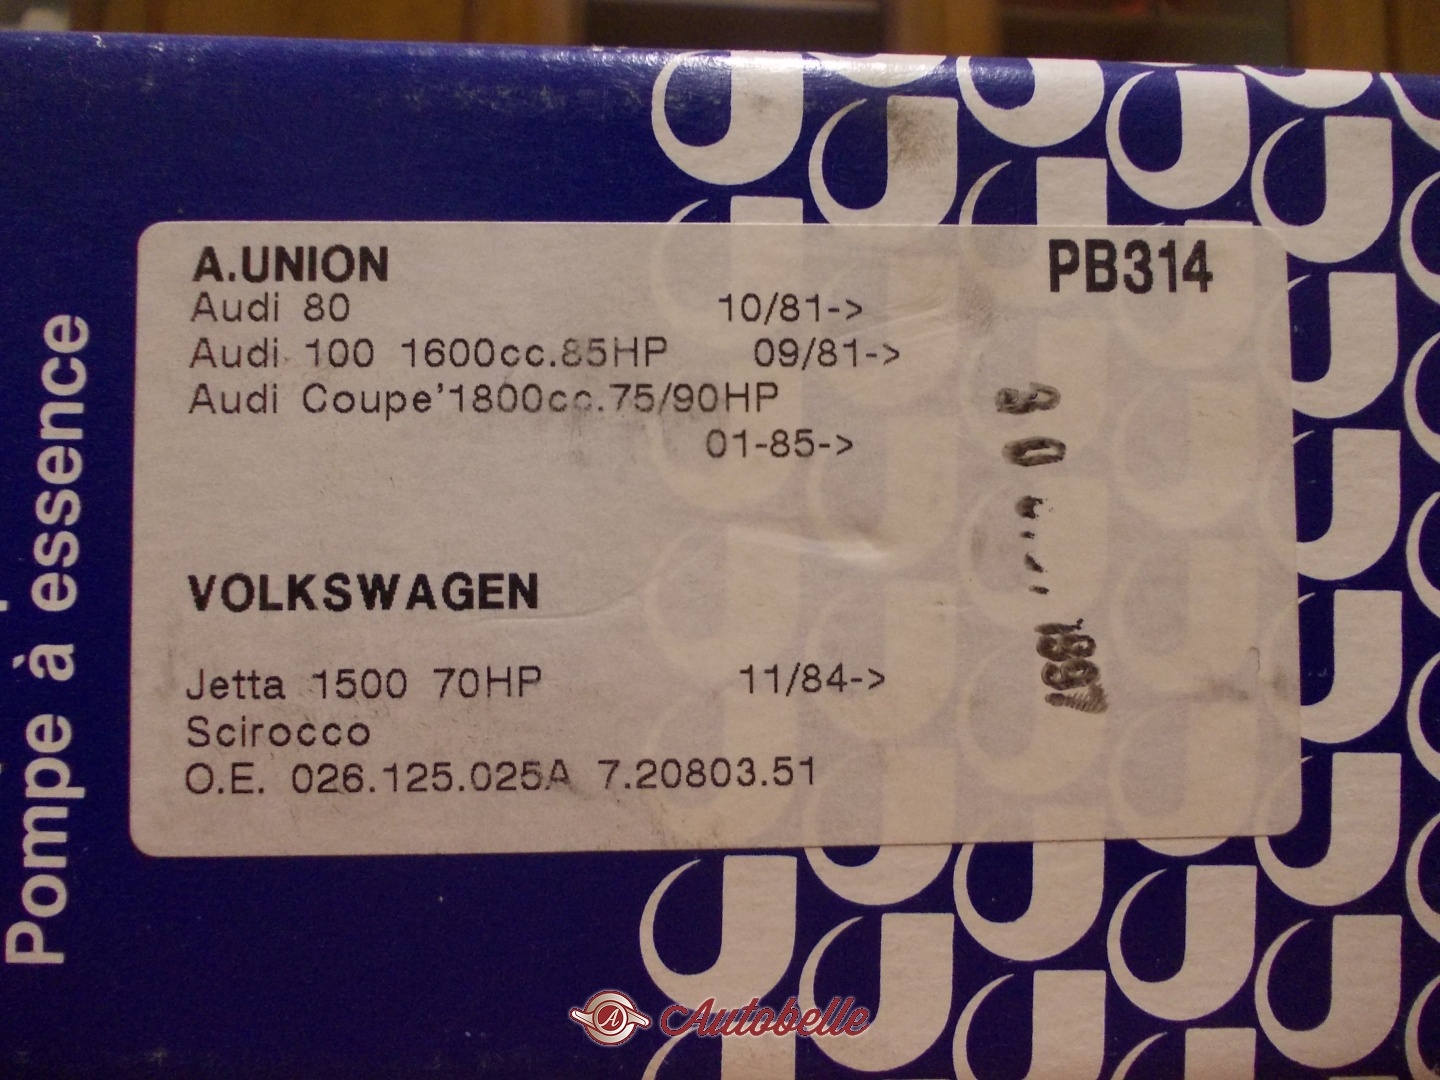 A.UNION PB314
Audi 80 10/81->
Audi 100 1600cc.85HP 09/81->
Audi Coupe'1800cc.75/90HP
01-85->
VOLKSWAGEN
Jetta 1500 70HP 11/84->
Scirocco
O.E. 026.125.025A 7.20803.51
Pompe à essence
Autobelle